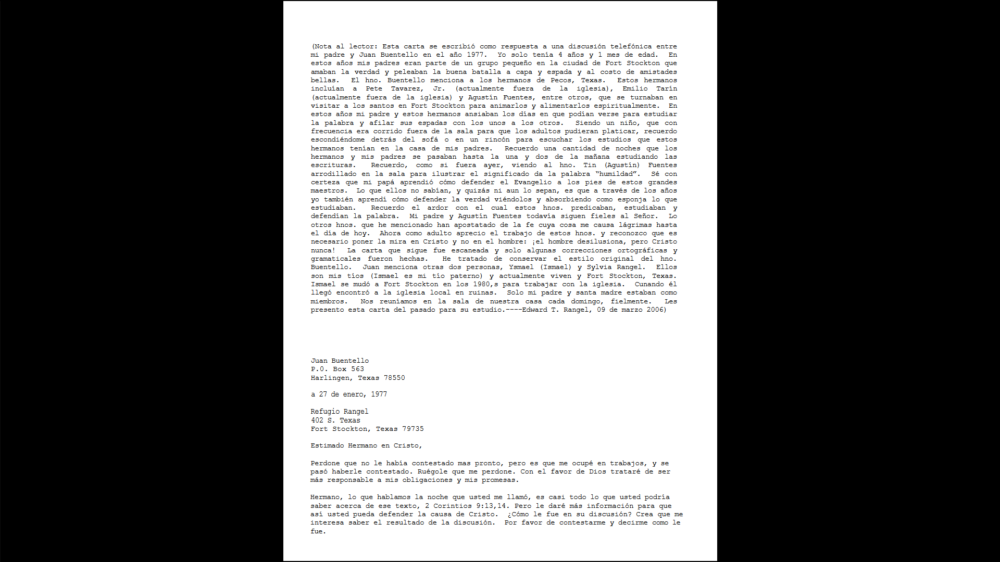 (Nota al lector: Esta carta se escribió como respuesta a una discusión telefónica entre
mi padre y Juan Buentello en el año 1977. Yo solo tenía 4 años y 1 mes de edad. En
estos años mis padres eran parte de un grupo pequeño en la ciudad de Fort Stockton que
amaban la verdad y peleaban la buena batalla a capa y espada y al costo de amistades
bellas. El hno. Buentello menciona a los hermanos de Pecos, Texas. Estos hermanos
incluían a Pete Tavarez, Jr. (actualmente fuera de la iglesia), Emilio Tarín
(actualmente fuera de la iglesia) y Agustín Fuentes, entre otros, que se turnaban en
visitar a los santos en Fort Stockton para animarlos y alimentarlos espiritualmente. En
estos años mi padre y estos hermanos ansiaban los días en que podían verse para estudiar
la palabra y afilar sus espadas con los unos a los otros. Siendo un niño, que con
frecuencia era corrido fuera de la sala para que los adultos pudieran platicar, recuerdo
escondiéndome detrás del sofá o en un rincón para escuchar los estudios que estos
hermanos tenían en la casa de mis padres. Recuerdo una cantidad de noches que los
hermanos y mis padres se pasaban hasta la una y dos de la mañana estudiando las
escrituras. Recuerdo, como si fuera ayer, viendo al hno. Tin (Agustín) Fuentes
arrodillado en la sala para ilustrar el significado da la palabra “humildad”. Sé con
certeza que mi papá aprendió cómo defender el Evangelio a los pies de estos grandes
maestros. Lo que ellos no sabían, y quizás ni aun lo sepan, es que a través de los años
yo también aprendí cómo defender la verdad viéndolos y absorbiendo como esponja lo que
estudiaban. Recuerdo el ardor con el cual estos hnos. predicaban, estudiaban y
defendían la palabra. Mi padre y Agustín Fuentes todavía siguen fieles al Señor. Lo
otros hnos. que he mencionado han apostatado de la fe cuya cosa me causa lágrimas hasta
el día de hoy. Ahora como adulto aprecio el trabajo de estos hnos. y reconozco que es
necesario poner la mira en Cristo y no en el hombre: ¡el hombre desilusiona, pero Cristo
nunca! La carta que sigue fue escaneada y solo algunas correcciones ortográficas y
gramaticales fueron hechas. He tratado de conservar el estilo original del hno.
Buentello. Juan menciona otras dos personas, Ysmael (Ismael) y Sylvia Rangel. Ellos
son mis tíos (Ismael es mi tío paterno) y actualmente viven y Fort Stockton, Texas.
Ismael se mudó a Fort Stockton en los 1980,s para trabajar con la iglesia. Cunando él
llegó encontró a la iglesia local en ruinas. Solo mi padre y santa madre estaban como
miembros. Nos reuníamos en la sala de nuestra casa cada domingo, fielmente. Les
presento esta carta del pasado para su estudio.----Edward T. Rangel, 09 de marzo 2006)
Juan Buentello
P.O. Box 563
Harlingen, Texas 78550
a 27 de enero, 1977
Refugio Rangel
402 S. Texas
Fort Stockton, Texas 79735
Estimado Hermano en Cristo,
Perdone que no le había contestado mas pronto, pero es que me ocupé en trabajos, y se
pasó haberle contestado. Ruégole que me perdone. Con el favor de Dios trataré de ser
más responsable a mis obligaciones y mis promesas.
Hermano, lo que hablamos la noche que usted me llamó, es casi todo lo que usted podría
saber acerca de ese texto, 2 Corintios 9:13,14. Pero le daré más información para que
así usted pueda defender la causa de Cristo. ¿Cómo le fue en su discusión? Crea que me
interesa saber el resultado de la discusión. Por favor de contestarme y decirme como le
fue.